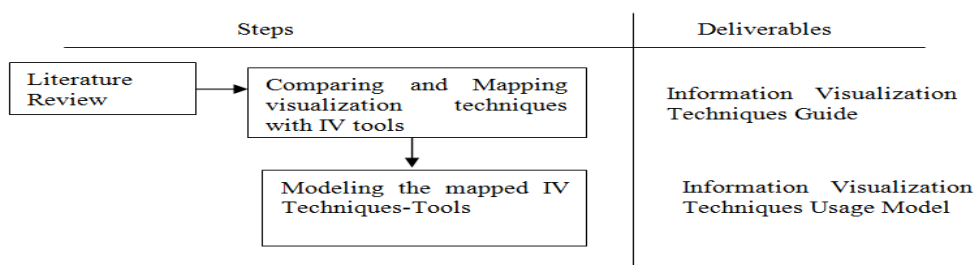 Steps
Deliverables
Literature
Review
Comparing and Mapping
visualization techniques
with IV tools
Information Visualization
Techniques Guide
Modeling the mapped IV
Techniques-Tools
Information Visualization
Techniques Usage Model